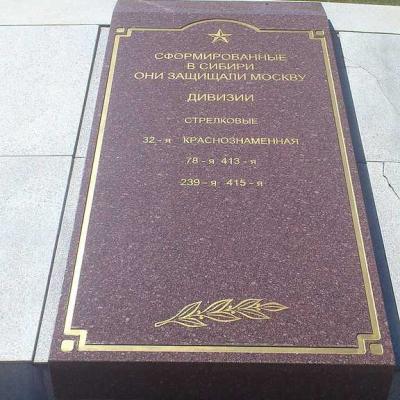 СФОРМИРОВАННЫЕ
В СИБИРИ
ОНИ ЗАЩИЩАЛИ МОСКВУ
ДИВИЗИИ
СТРЕЛКОВЫЕ
32 - я КРАСНОЗНАМЕННАЯ
78 - я 413 - я
239 - я 415 - я